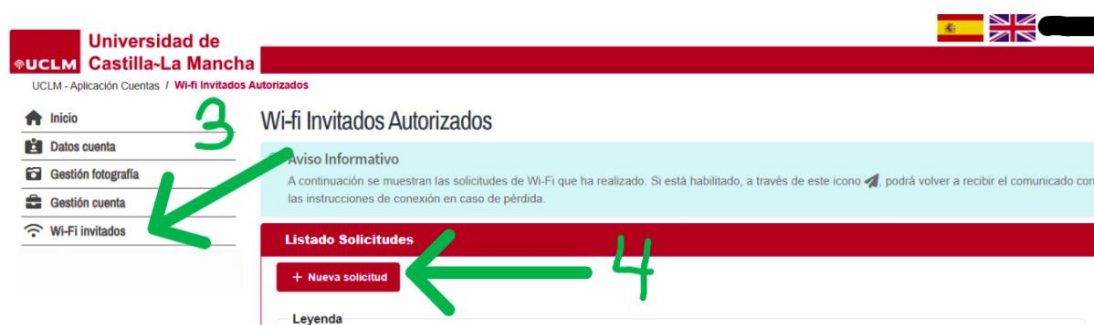 Universidad de
UCLM Castilla-La Mancha
UCLM - Aplicación Cuentas / Wi-fi Invitados Autorizados
3
Inicio
Datos cuenta
Gestión fotografía
Gestión cuenta
Wi-Fi invitados
Wi-fi Invitados Autorizados
Aviso Informativo
A continuación se muestran las solicitudes de Wi-Fi que ha realizado. Si está habilitado, a través de este icono , podrá volver a recibir el comunicado con
las instrucciones de conexión en caso de pérdida.
Listado Solicitudes
+ Nueva solicitud
4
Leyenda